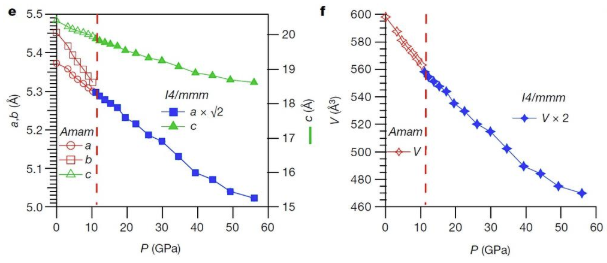 e
5.5
5.4
5.3
5.2
5.1
5.0
a,b (Å)
20
19
18
17
16
15
c (Å)
I4/mmm
a × √2
c
Amam
a
b
c
0 10 20 30 40 50 60
P (GPa)
f
600
580
560
540
520
500
480
460
V (Å³)
I4/mmm
V × 2
Amam
V
0 10 20 30 40 50 60
P (GPa)